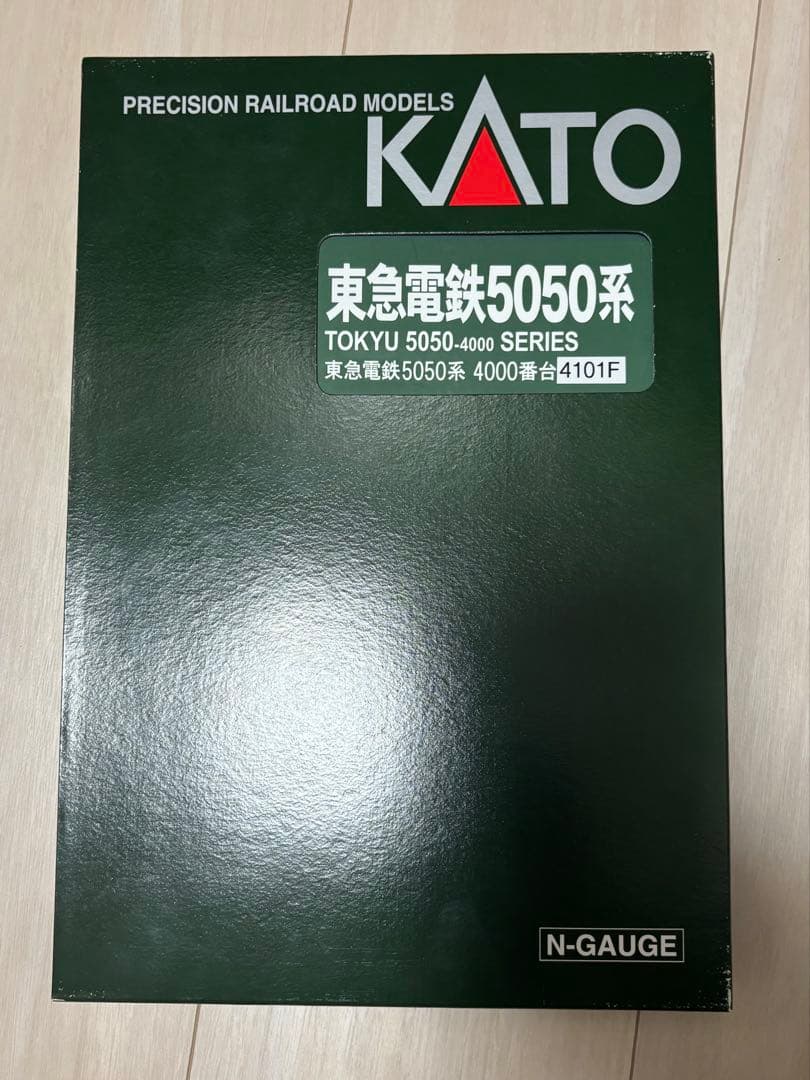 PRECISION RAILROAD MODELS
KATO
東急電鉄5050系
TOKYU 5050-4000 SERIES
東急電鉄5050系 4000番台4101F
N-GAUGE